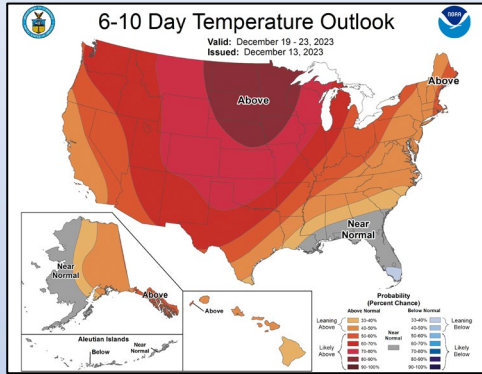 6-10 Day Temperature Outlook
Valid: December 19 - 23, 2023
Issued: December 13, 2023
NOAA
Above
Above
Near
Normal
Near
Normal
Above
Aleutian Islands
Below
Near
Normal
Above
Probability
(Percent Chance)
Above Normal
Below Normal
Leaning
Above
Likely
Above
33-40%
40-50%
50-60%
60-70%
70-80%
80-90%
90-100%
Near
Normal
33-40%
40-50%
50-60%
60-70%
70-80%
80-90%
90-100%
Leaning
Below
Likely
Below